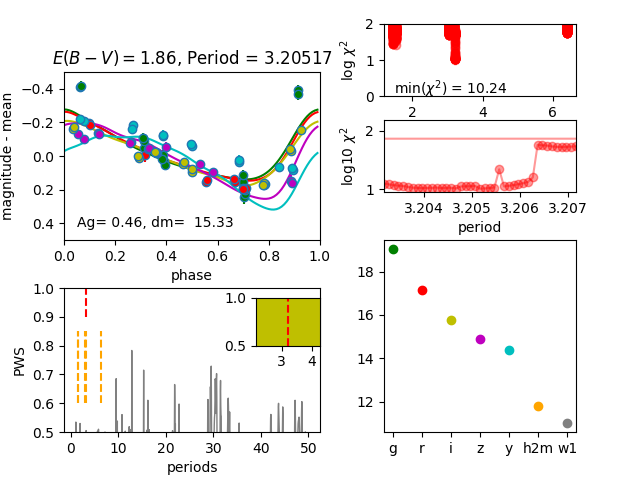 E(B − V) = 1.86, Period = 3.20517
magnitude - mean
−0.4
−0.2
0.0
0.2
0.4
Ag= 0.46, dm= 15.33
0.0 0.2 0.4 0.6 0.8 1.0
phase
log χ²
2
1
0
min(χ²) = 10.24
2 4 6
log10 χ²
2
1
3.204 3.205 3.206 3.207
period
PWS
1.0
0.9
0.8
0.7
0.6
0.5
1.0
0.5
3 4
0 10 20 30 40 50
periods
18
16
14
12
g r i z y h2m w1